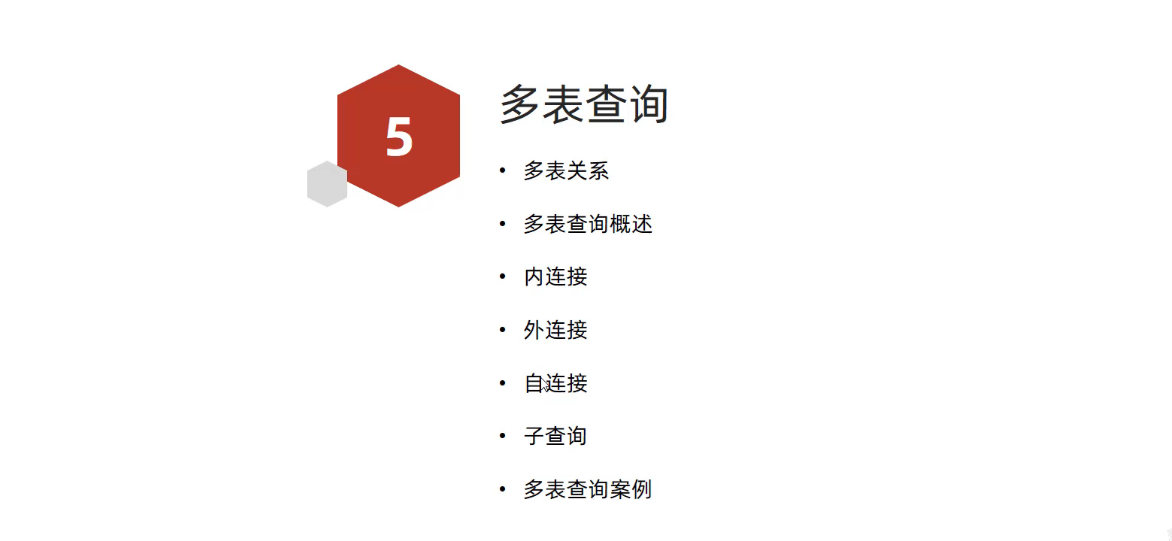 5
多表查询
• 多表关系
• 多表查询概述
• 内连接
• 外连接
• 自连接
• 子查询
• 多表查询案例